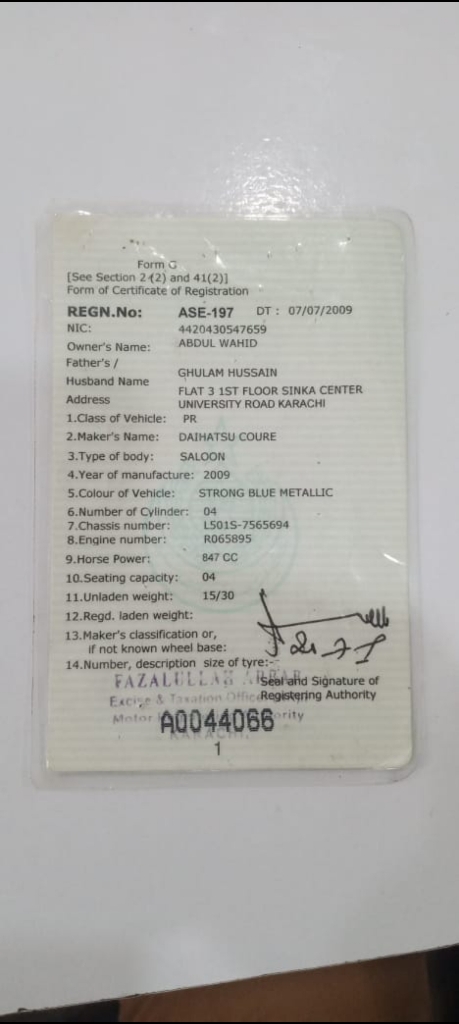 Form G
[See Section 2 (2) and 41(2)]
Form of Certificate of Registration
REGN.No: ASE-197 DT : 07/07/2009
NIC: 4420430547659
Owner's Name: ABDUL WAHID
Father's /
Husband Name GHULAM HUSSAIN
Address FLAT 3 1ST FLOOR SINKA CENTER
UNIVERSITY ROAD KARACHI
1.Class of Vehicle: PR
2.Maker's Name: DAIHATSU COURE
3.Type of body: SALOON
4.Year of manufacture: 2009
5.Colour of Vehicle: STRONG BLUE METALLIC
6.Number of Cylinder: 04
7.Chassis number: L501S-7565694
8.Engine number: R065895
9.Horse Power: 847 CC
10.Seating capacity: 04
11.Unladen weight: 15/30
12.Regd. laden weight:
13.Maker's classification or,
if not known wheel base:
14.Number, description size of tyre:-
FAZALULLAH
Seal and Signature of
Excise & Taxation Office
Registering Authority
Motor
A0044066
KARACHI
1